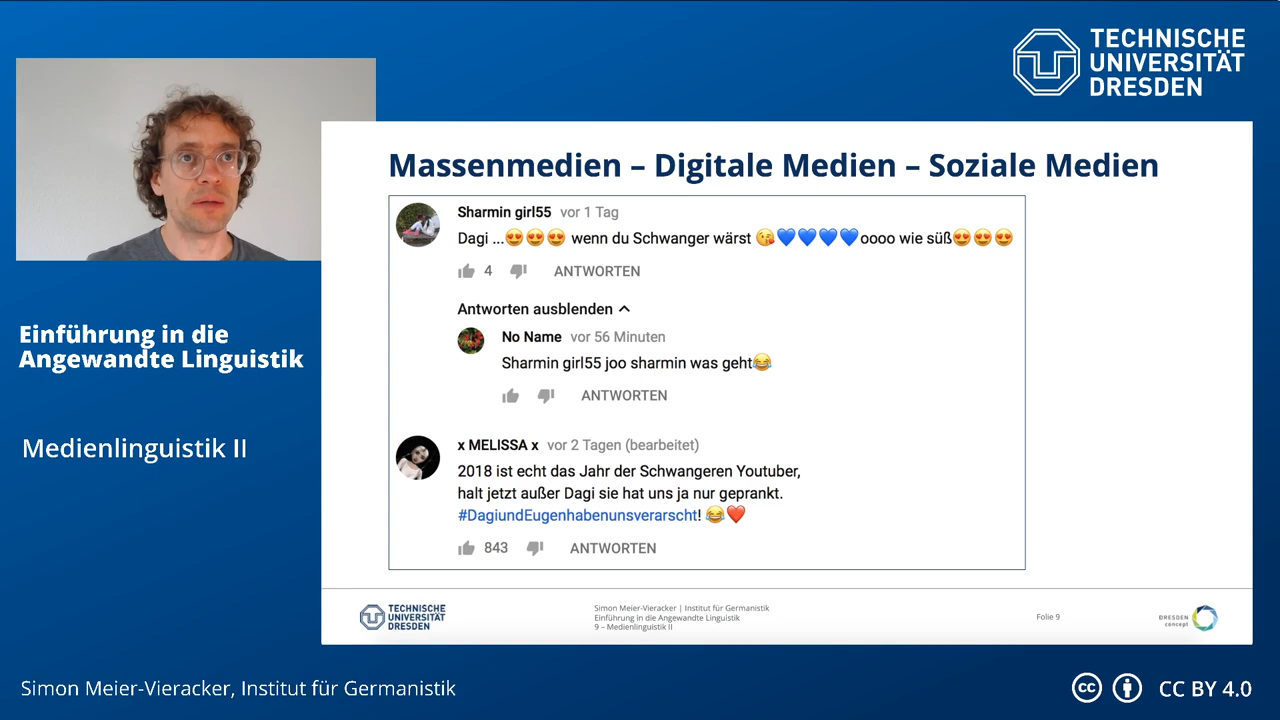 TECHNISCHE
UNIVERSITÄT
DRESDEN
Massenmedien – Digitale Medien – Soziale Medien
Sharmin girl55 vor 1 Tag
Dagi ...😍😍😍 wenn du Schwanger wärst 😘💙💙💙💙oooo wie süß😍😍😍
4 ANTWORTEN
Antworten ausblenden
No Name vor 56 Minuten
Sharmin girl55 joo sharmin was geht😂
ANTWORTEN
x MELISSA x vor 2 Tagen (bearbeitet)
2018 ist echt das Jahr der Schwangeren Youtuber,
halt jetzt außer Dagi sie hat uns ja nur geprankt.
#DagiundEugenhabenunsverarscht! 😂❤️
843 ANTWORTEN
Einführung in die
Angewandte Linguistik
Medienlinguistik II
TECHNISCHE
UNIVERSITÄT
DRESDEN
Simon Meier-Vieracker | Institut für Germanistik
Einführung in die Angewandte Linguistik
9 – Medienlinguistik II
Folie 9
DRESDEN
concept
Simon Meier-Vieracker, Institut für Germanistik
cc CC BY 4.0